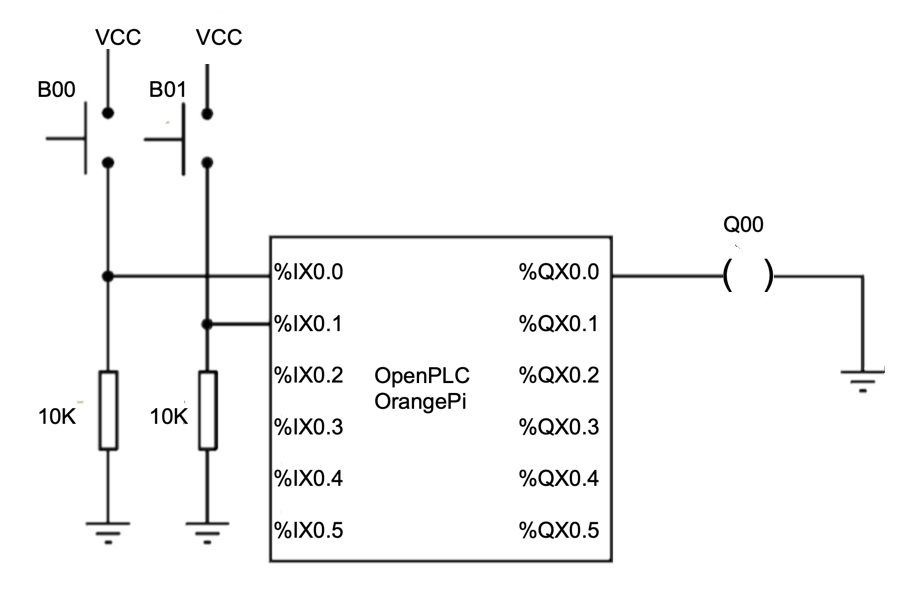 VCC VCC
B00 B01
Q00
%IX0.0 %QX0.0
%IX0.1 %QX0.1
%IX0.2 OpenPLC %QX0.2
OrangePi
10K 10K %IX0.3 %QX0.3
%IX0.4 %QX0.4
%IX0.5 %QX0.5